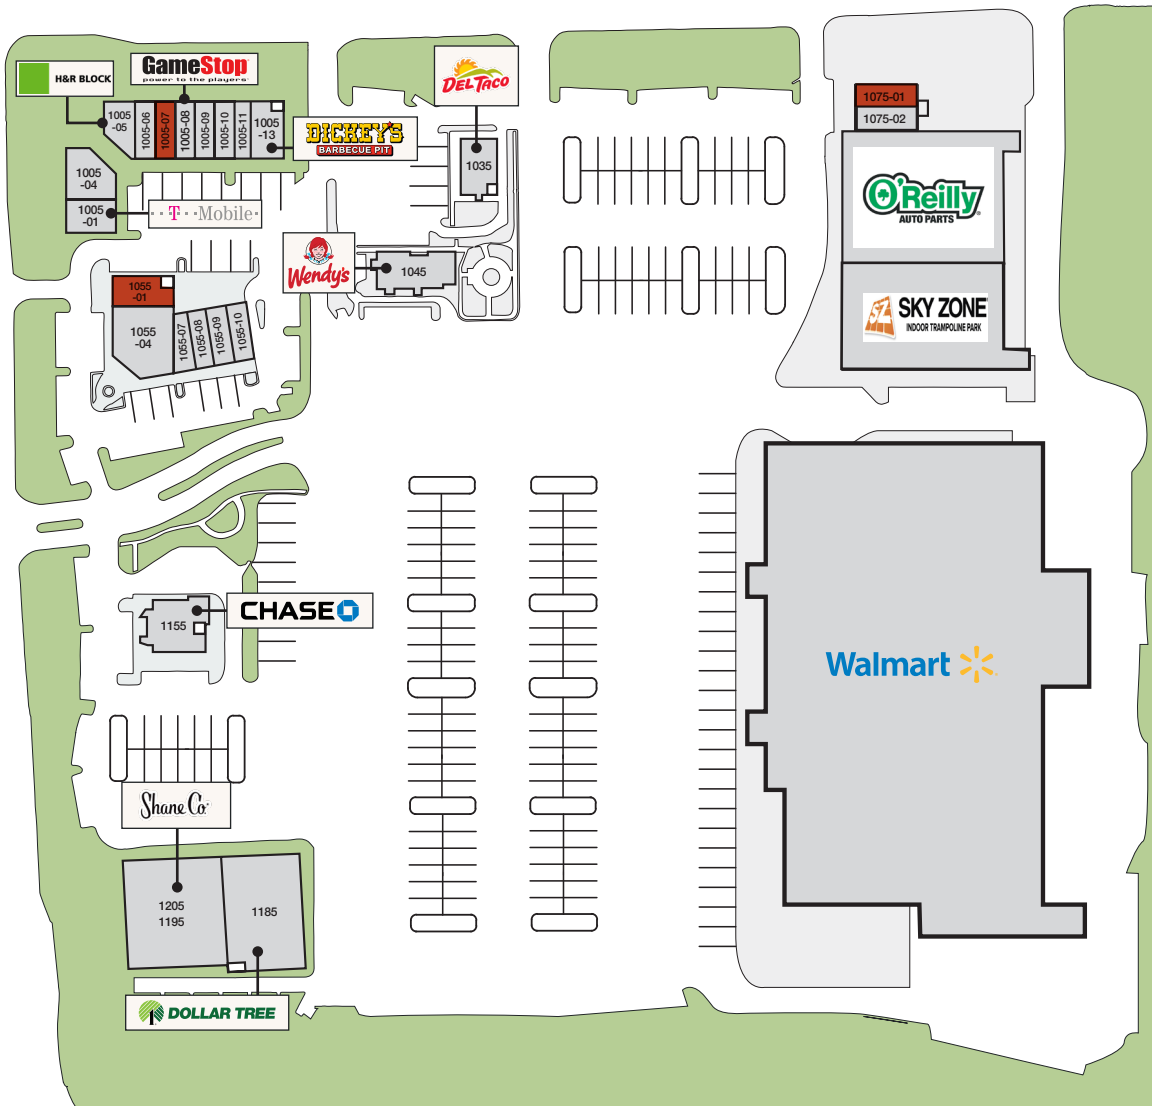 H&R BLOCK
GameStop
power to the players
DEL TACO
1005
-05
1005-06
1005-07
1005-08
1005-09
1005-10
1005-11
1005
-13
DICKEY'S
BARBECUE PIT
1035
1075-01
1075-02
1005
-04
1005
-01
T Mobile
O'Reilly
AUTO PARTS
Wendy's
1045
1055
-01
1055
-04
1055-07
1055-08
1055-09
1055-10
SZ
SKY ZONE
INDOOR TRAMPOLINE PARK
CHASE
1155
Walmart
Shane Co.
1205
1195
1185
DOLLAR TREE